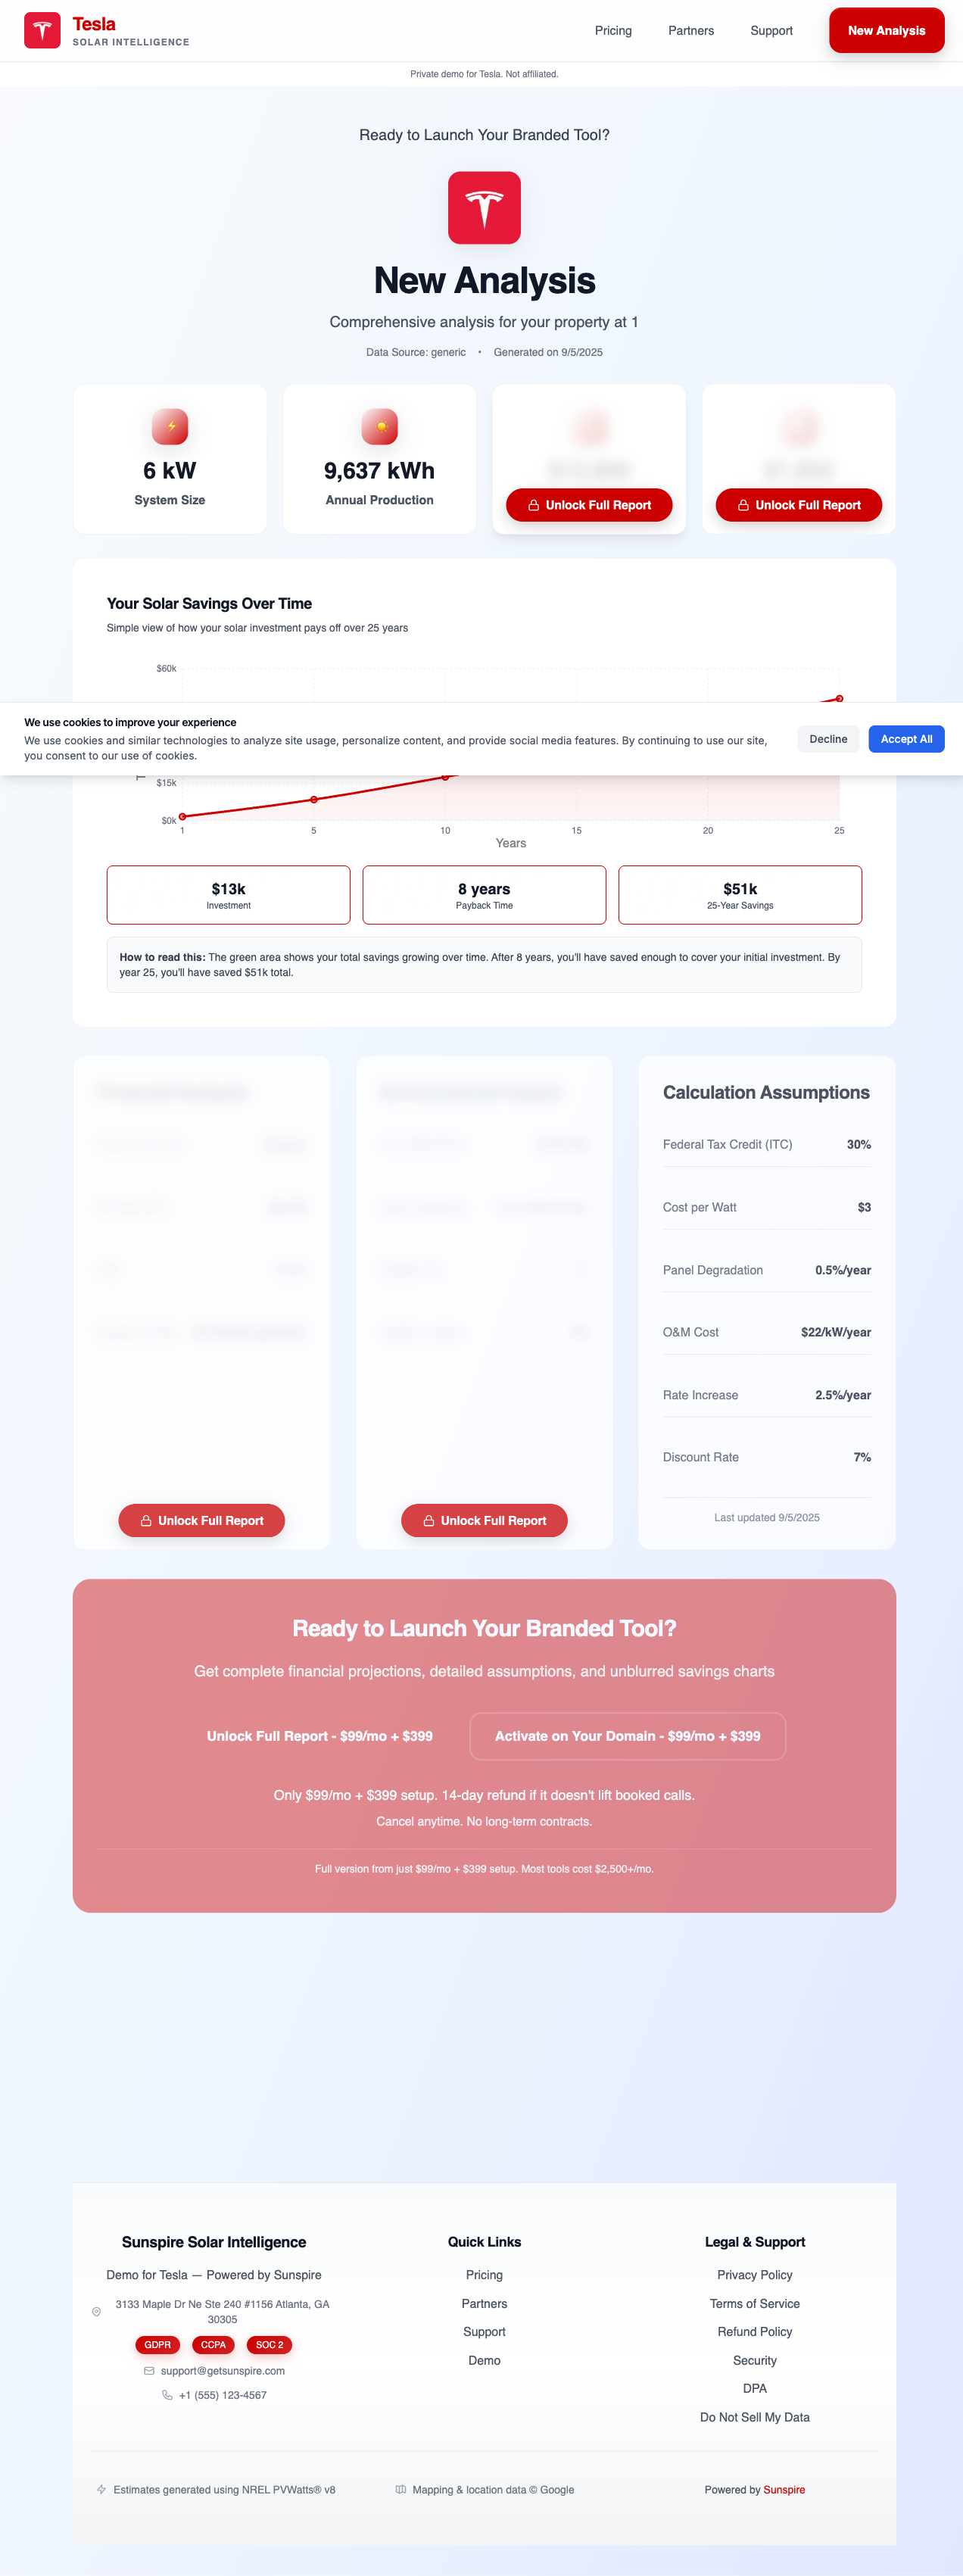 Tesla
SOLAR INTELLIGENCE
Pricing
Partners
Support
New Analysis
Private demo for Tesla. Not affiliated.
Ready to Launch Your Branded Tool?
New Analysis
Comprehensive analysis for your property at 1
Data Source: generic • Generated on 9/5/2025
6 kW
System Size
9,637 kWh
Annual Production
Unlock Full Report
Unlock Full Report
Your Solar Savings Over Time
Simple view of how your solar investment pays off over 25 years
$60k
We use cookies to improve your experience
We use cookies and similar technologies to analyze site usage, personalize content, and provide social media features. By continuing to use our site,
you consent to our use of cookies.
Decline
Accept All
$15k
$0k
1
5
10
15
20
25
Years
$13k
Investment
8 years
Payback Time
$51k
25-Year Savings
How to read this: The green area shows your total savings growing over time. After 8 years, you'll have saved enough to cover your initial investment. By
year 25, you'll have saved $51k total.
Calculation Assumptions
Federal Tax Credit (ITC) 30%
Cost per Watt $3
Panel Degradation 0.5%/year
O&M Cost $22/kW/year
Rate Increase 2.5%/year
Discount Rate 7%
Last updated 9/5/2025
Unlock Full Report
Unlock Full Report
Ready to Launch Your Branded Tool?
Get complete financial projections, detailed assumptions, and unblurred savings charts
Unlock Full Report - $99/mo + $399
Activate on Your Domain - $99/mo + $399
Only $99/mo + $399 setup. 14-day refund if it doesn't lift booked calls.
Cancel anytime. No long-term contracts.
Full version from just $99/mo + $399 setup. Most tools cost $2,500+/mo.
Sunspire Solar Intelligence
Demo for Tesla — Powered by Sunspire
3133 Maple Dr Ne Ste 240 #1156 Atlanta, GA
30305
GDPR
CCPA
SOC 2
support@getsunspire.com
+1 (555) 123-4567
Quick Links
Pricing
Partners
Support
Demo
Legal & Support
Privacy Policy
Terms of Service
Refund Policy
Security
DPA
Do Not Sell My Data
Estimates generated using NREL PVWatts® v8
Mapping & location data © Google
Powered by Sunspire